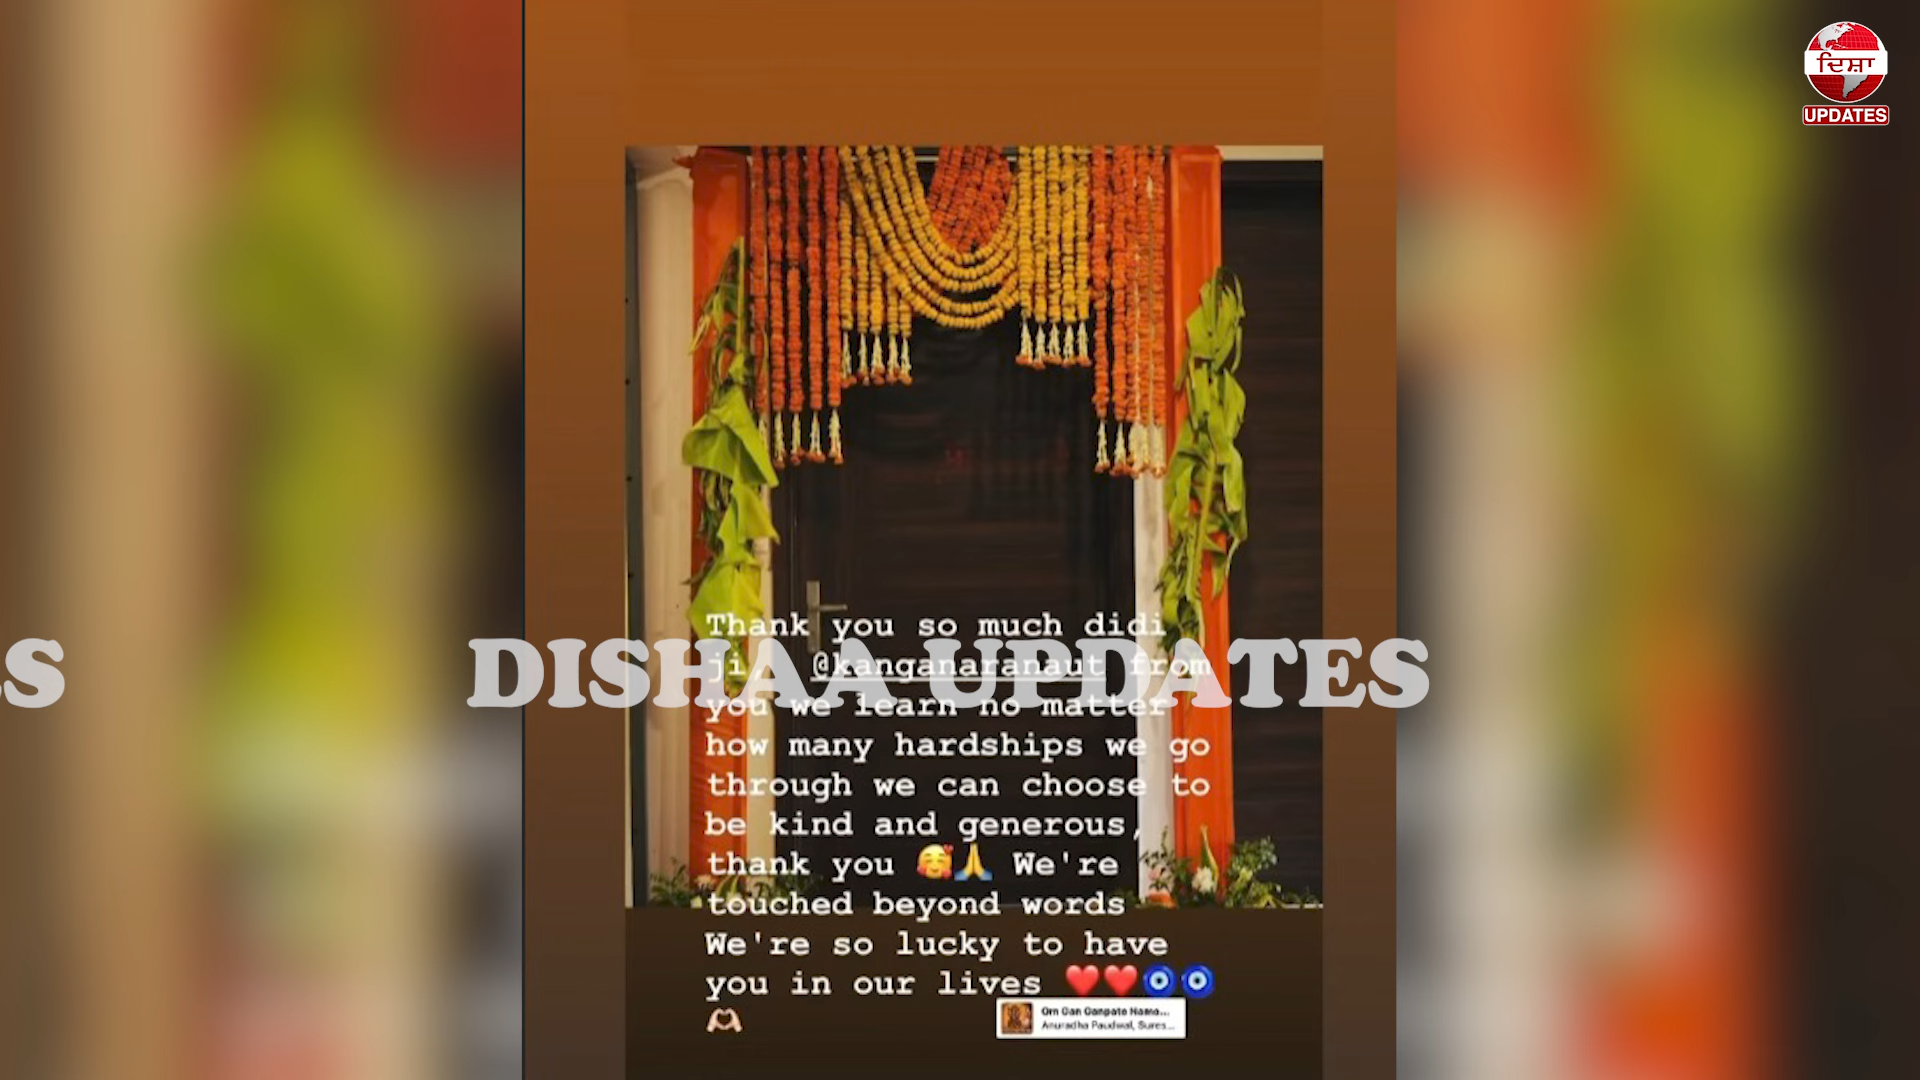 ਦਿਸ਼ਾ
UPDATES
Thank you so much didi
ji, @kanganaranaut from
you we learn no matter
how many hardships we go
through we can choose to
be kind and generous,
thank you 🥰🙏 We're
touched beyond words
We're so lucky to have
you in our lives ❤️❤️🧿🧿
🫶🏻
Om Gan Ganpate Namo...
Anuradha Paudwal, Sures...
ES
DISHAA UPDATES